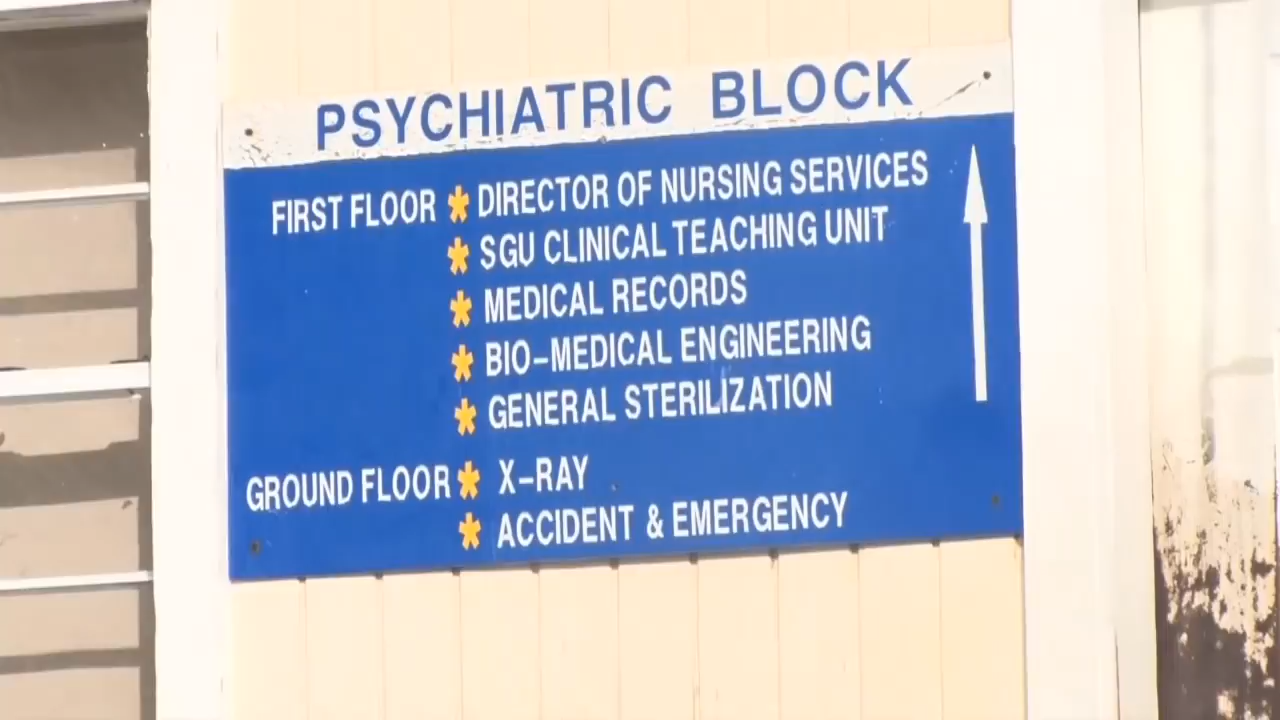 PSYCHIATRIC BLOCK
FIRST FLOOR * DIRECTOR OF NURSING SERVICES
* SGU CLINICAL TEACHING UNIT
* MEDICAL RECORDS
* BIO-MEDICAL ENGINEERING
* GENERAL STERILIZATION
GROUND FLOOR * X-RAY
* ACCIDENT & EMERGENCY